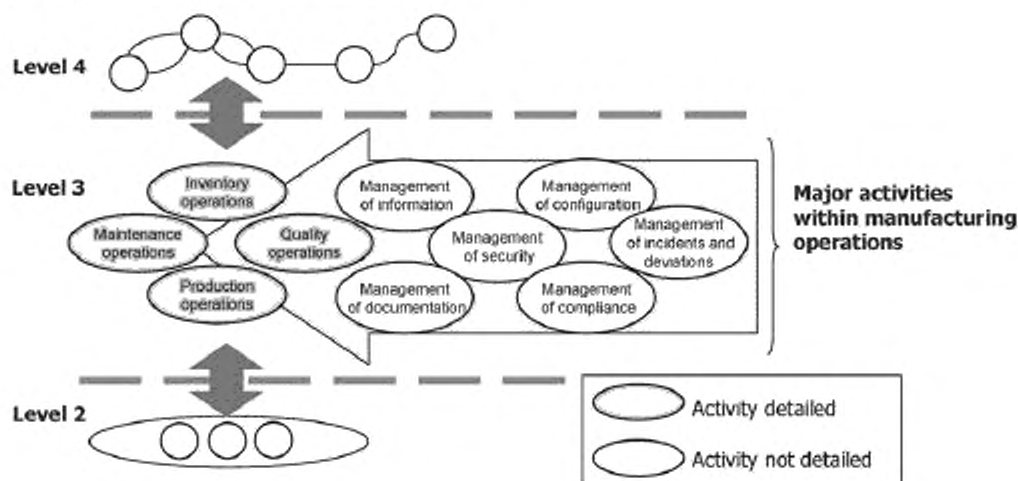 Level 4
Level 3
Inventory
operations
Maintenance
operations
Quality
operations
Production
operations
Management
of information
Management
of configuration
Management
of security
Management
of incidents and
deviations
Management
of documentation
Management
of compliance
Major activities
within manufacturing
operations
Level 2
Activity detailed
Activity not detailed